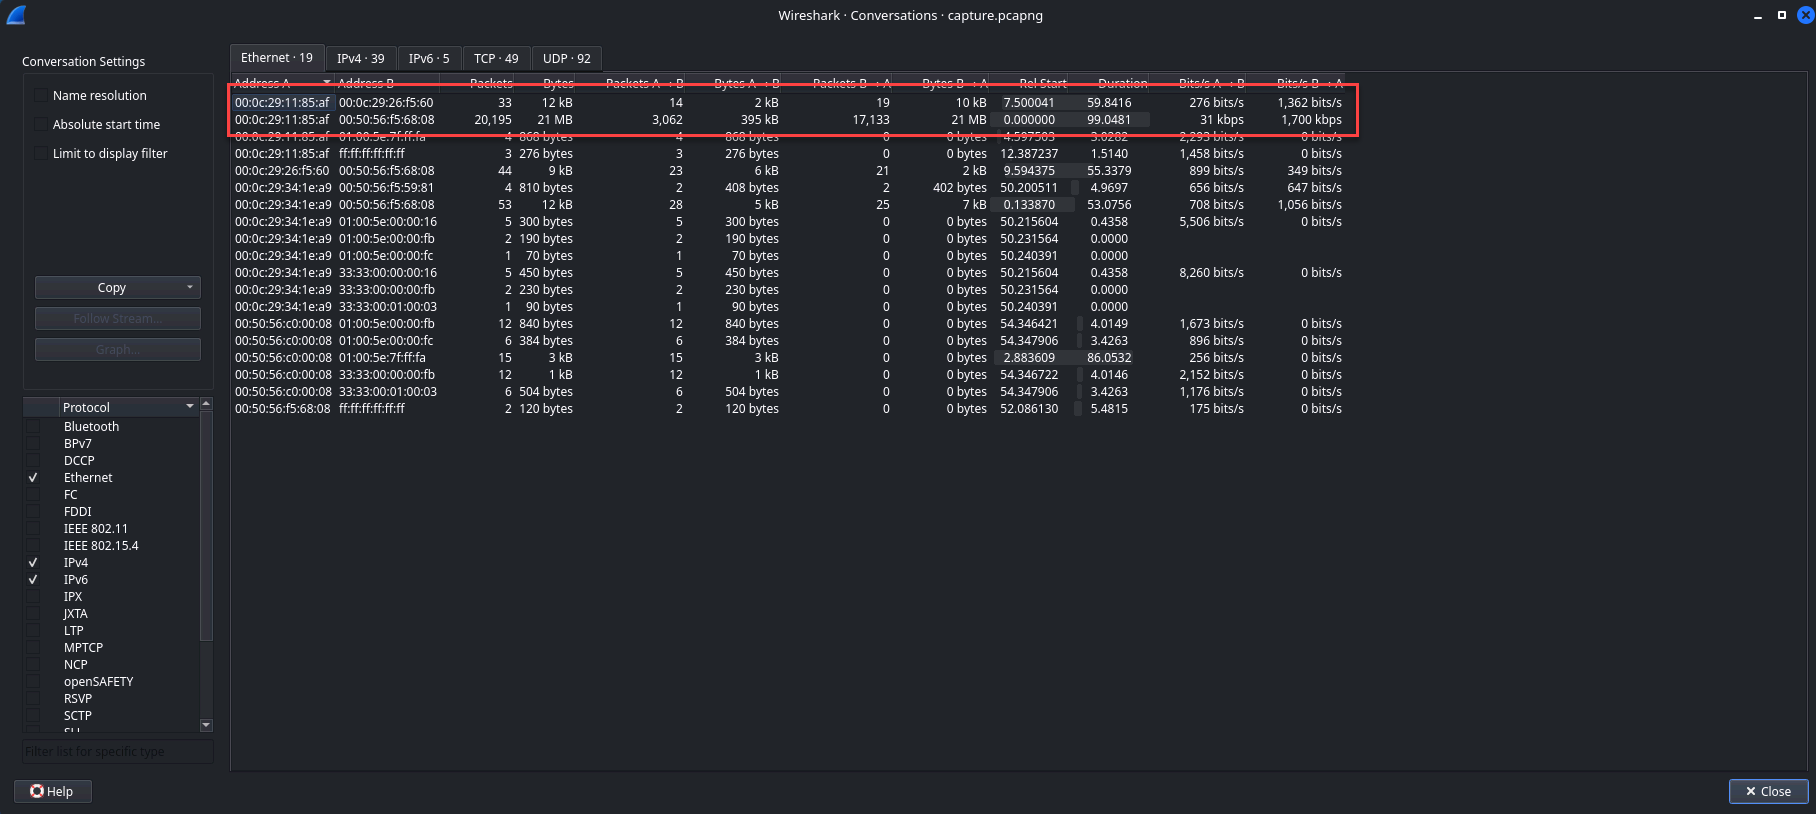 Wireshark · Conversations · capture.pcapng
Conversation Settings
Name resolution
Absolute start time
Limit to display filter
Copy
Follow Stream...
Graph...
Protocol
Bluetooth
BPv7
DCCP
Ethernet
FC
FDDI
IEEE 802.11
IEEE 802.15.4
IPv4
IPv6
IPX
JXTA
LTP
MPTCP
NCP
openSAFETY
RSVP
SCTP
Filter list for specific type
Help
Ethernet · 19 IPv4 · 39 IPv6 · 5 TCP · 49 UDP · 92
Address A Address B Packets Bytes Packets A → B Bytes A → B Packets B → A Bytes B → A Rel Start Duration Bits/s A → B Bits/s B → A
00:0c:29:11:85:af 00:0c:29:26:f5:60 33 12 kB 14 2 kB 19 10 kB 7.500041 59.8416 276 bits/s 1,362 bits/s
00:0c:29:11:85:af 00:50:56:f5:68:08 20,195 21 MB 3,062 395 kB 17,133 21 MB 0.000000 99.0481 31 kbps 1,700 kbps
00:0c:29:11:85:af 01:00:5e:7f:ff:fa 4 868 bytes 4 868 bytes 0 0 bytes 4.597503 3.0282 2,293 bits/s 0 bits/s
00:0c:29:11:85:af ff:ff:ff:ff:ff:ff 3 276 bytes 3 276 bytes 0 0 bytes 12.387237 1.5140 1,458 bits/s 0 bits/s
00:0c:29:26:f5:60 00:50:56:f5:68:08 44 9 kB 23 6 kB 21 2 kB 9.594375 55.3379 899 bits/s 349 bits/s
00:0c:29:34:1e:a9 00:50:56:f5:59:81 4 810 bytes 2 408 bytes 2 402 bytes 50.200511 4.9697 656 bits/s 647 bits/s
00:0c:29:34:1e:a9 00:50:56:f5:68:08 53 12 kB 28 5 kB 25 7 kB 0.133870 53.0756 708 bits/s 1,056 bits/s
00:0c:29:34:1e:a9 01:00:5e:00:00:16 5 300 bytes 5 300 bytes 0 0 bytes 50.215604 0.4358 5,506 bits/s 0 bits/s
00:0c:29:34:1e:a9 01:00:5e:00:00:fb 2 190 bytes 2 190 bytes 0 0 bytes 50.231564 0.0000
00:0c:29:34:1e:a9 01:00:5e:00:00:fc 1 70 bytes 1 70 bytes 0 0 bytes 50.240391 0.0000
00:0c:29:34:1e:a9 33:33:00:00:00:16 5 450 bytes 5 450 bytes 0 0 bytes 50.215604 0.4358 8,260 bits/s 0 bits/s
00:0c:29:34:1e:a9 33:33:00:00:00:fb 2 230 bytes 2 230 bytes 0 0 bytes 50.231564 0.0000
00:0c:29:34:1e:a9 33:33:00:01:00:03 1 90 bytes 1 90 bytes 0 0 bytes 50.240391 0.0000
00:50:56:c0:00:08 01:00:5e:00:00:fb 12 840 bytes 12 840 bytes 0 0 bytes 54.346421 4.0149 1,673 bits/s 0 bits/s
00:50:56:c0:00:08 01:00:5e:00:00:fc 6 384 bytes 6 384 bytes 0 0 bytes 54.347906 3.4263 896 bits/s 0 bits/s
00:50:56:c0:00:08 01:00:5e:7f:ff:fa 15 3 kB 15 3 kB 0 0 bytes 2.883609 86.0532 256 bits/s 0 bits/s
00:50:56:c0:00:08 33:33:00:00:00:fb 12 1 kB 12 1 kB 0 0 bytes 54.346722 4.0146 2,152 bits/s 0 bits/s
00:50:56:c0:00:08 33:33:00:01:00:03 6 504 bytes 6 504 bytes 0 0 bytes 54.347906 3.4263 1,176 bits/s 0 bits/s
00:50:56:f5:68:08 ff:ff:ff:ff:ff:ff 2 120 bytes 2 120 bytes 0 0 bytes 52.086130 5.4815 175 bits/s 0 bits/s
Close